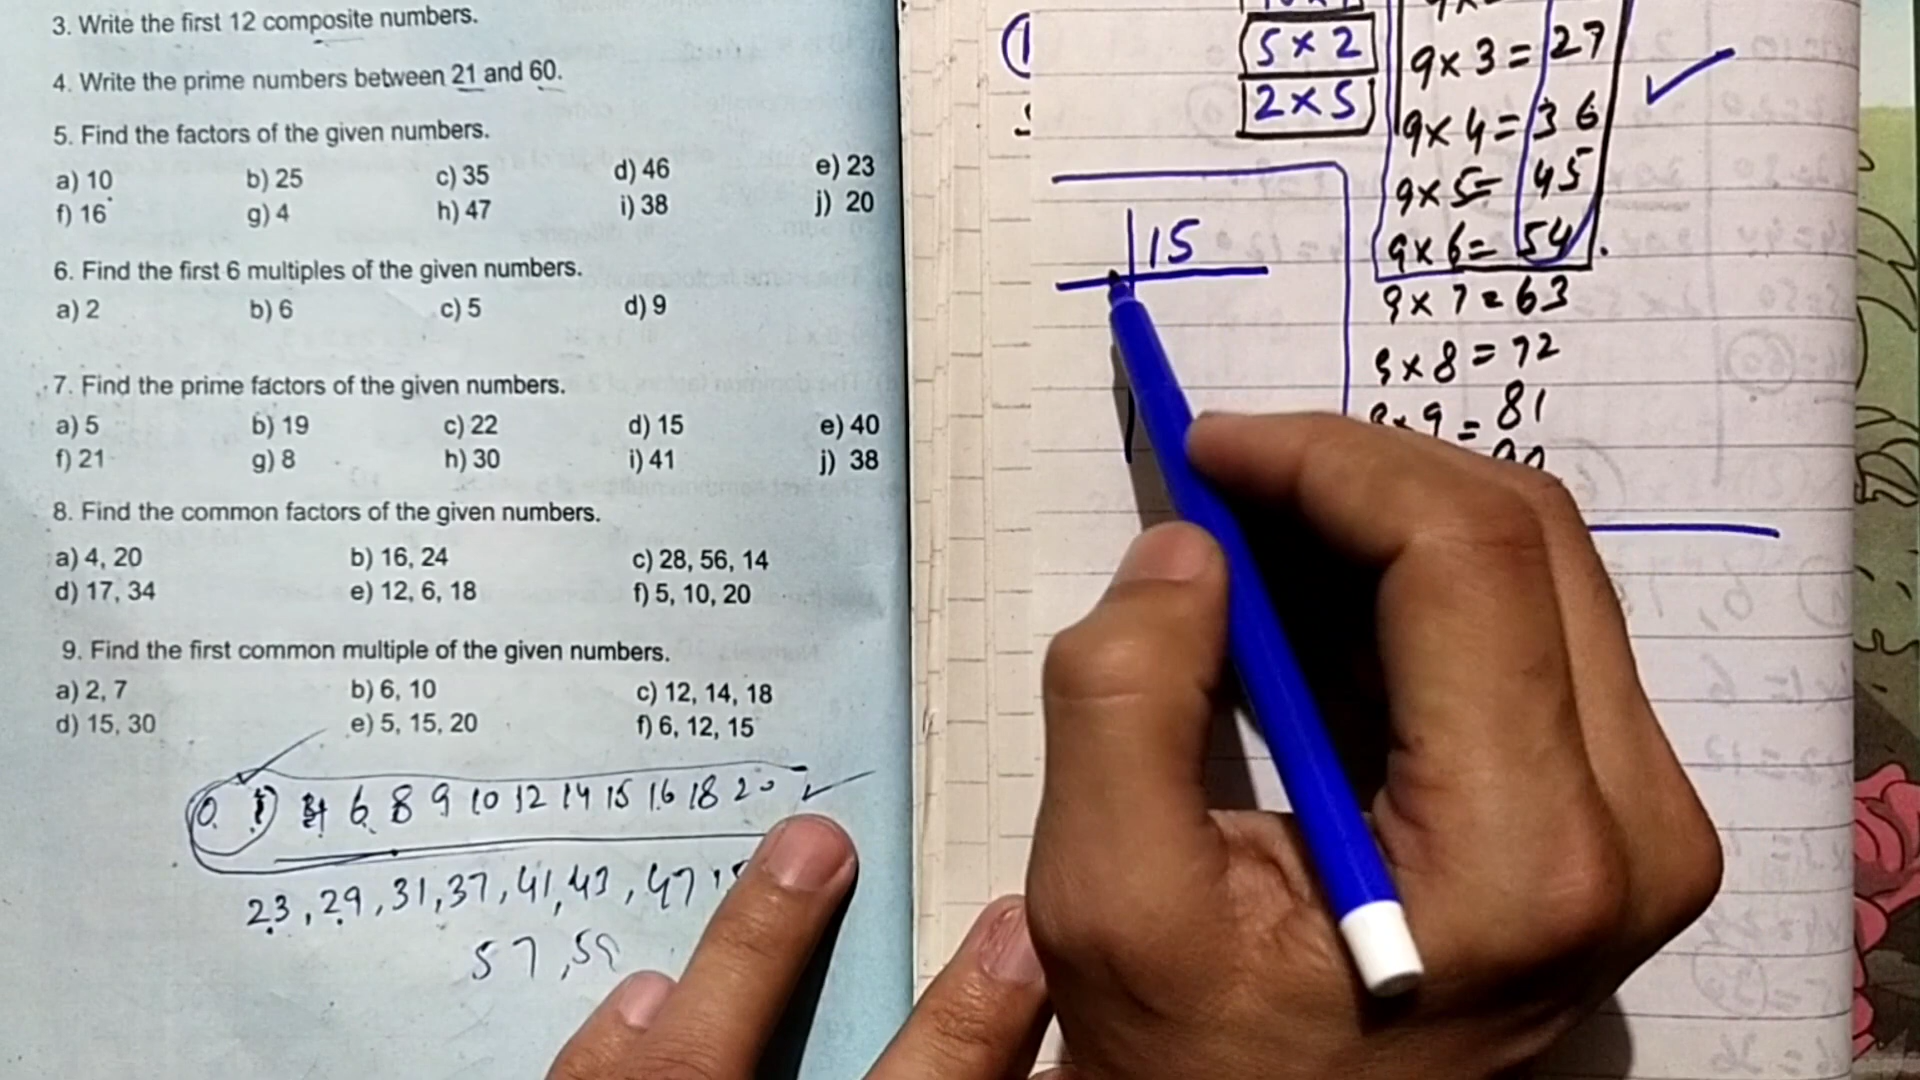 3. Write the first 12 composite numbers.
4. Write the prime numbers between 21 and 60.
5. Find the factors of the given numbers.
a) 10 b) 25 c) 35 d) 46 e) 23
f) 16 g) 4 h) 47 i) 38 j) 20
6. Find the first 6 multiples of the given numbers.
a) 2 b) 6 c) 5 d) 9
7. Find the prime factors of the given numbers.
a) 5 b) 19 c) 22 d) 15 e) 40
f) 21 g) 8 h) 30 i) 41 j) 38
8. Find the common factors of the given numbers.
a) 4, 20 b) 16, 24 c) 28, 56, 14
d) 17, 34 e) 12, 6, 18 f) 5, 10, 20
9. Find the first common multiple of the given numbers.
a) 2, 7 b) 6, 10 c) 12, 14, 18
d) 15, 30 e) 5, 15, 20 f) 6, 12, 15
0 1 4 6 8 9 10 12 14 15 16 18 20
23, 29, 31, 37, 41, 43, 47
57, 59
5 × 2
2 × 5
15
9 × 3 = 27
9 × 4 = 36
9 × 5 = 45
9 × 6 = 54
9 × 7 = 63
9 × 8 = 72
9 × 9 = 81